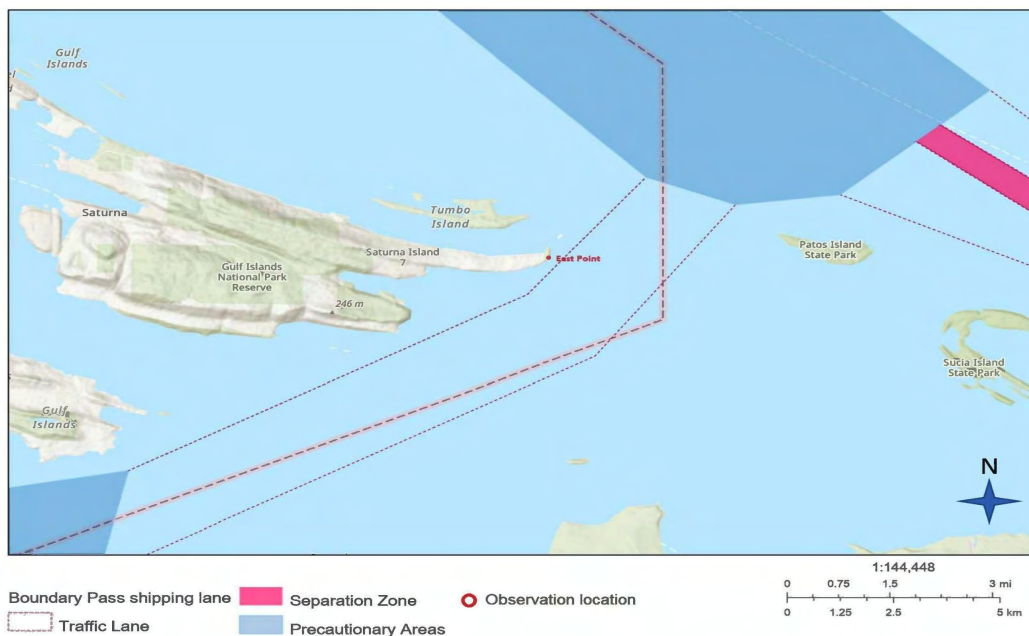 Gulf
Islands
el
d
Saturna
Tumbo
Island
Saturna Island
7
East Point
Gulf Islands
National Park
Reserve
246 m
Patos Island
State Park
Sucia Island
State Park
Gulf
Islands
8
N
1:144,448
0 0.75 1.5 3 mi
0 1.25 2.5 5 km
Boundary Pass shipping lane
Separation Zone
Observation location
Traffic Lane
Precautionary Areas